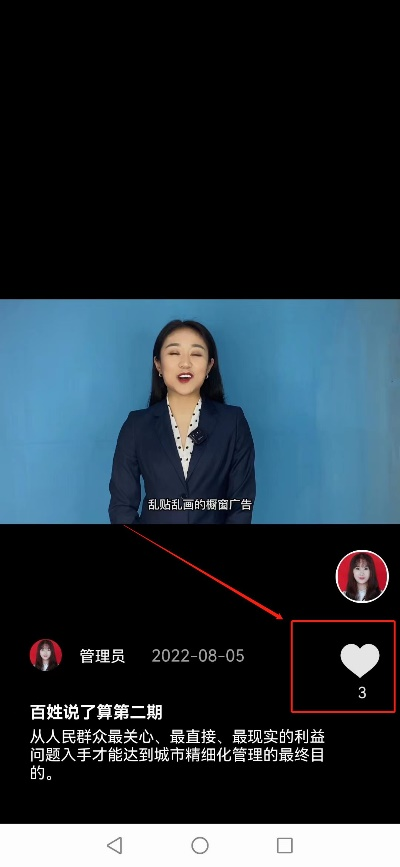 乱贴乱画的橱窗广告
管理员 2022-08-05
3
百姓说了算第二期
从人民群众最关心、最直接、最现实的利益
问题入手才能达到城市精细化管理的最终目
的。